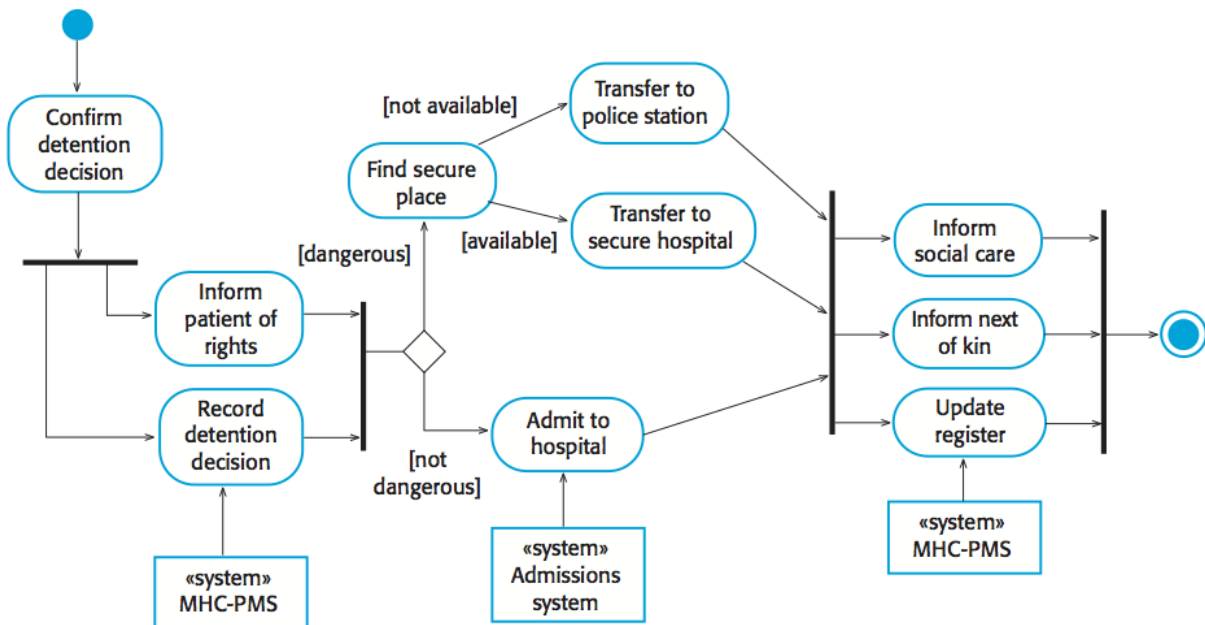 Confirm
detention
decision
Inform
patient of
rights
Record
detention
decision
«system»
MHC-PMS
[dangerous]
[not
dangerous]
Find secure
place
[not available]
[available]
Transfer to
police station
Transfer to
secure hospital
Admit to
hospital
«system»
Admissions
system
Inform
social care
Inform next
of kin
Update
register
«system»
MHC-PMS